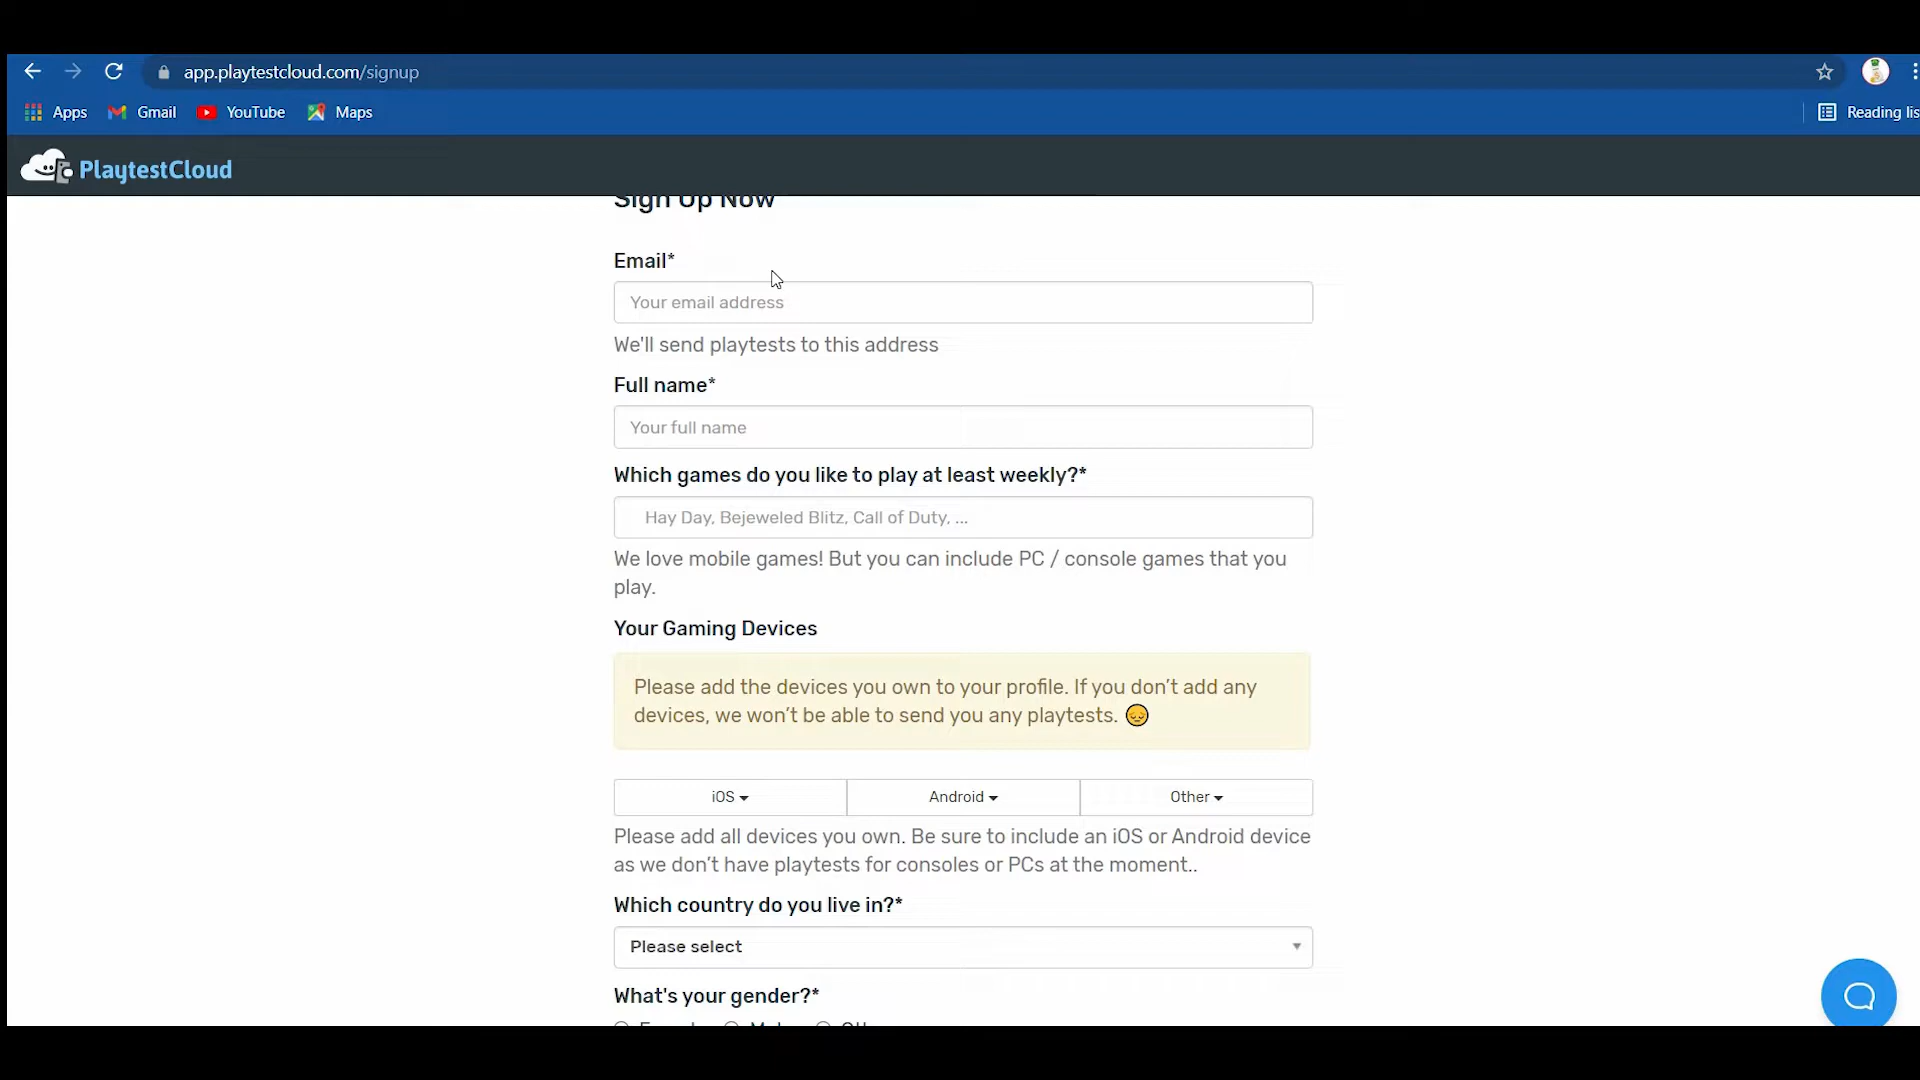 app.playtestcloud.com/signup
Apps Gmail YouTube Maps Reading lis
PlaytestCloud
Sign Up Now
Email*
Your email address
We'll send playtests to this address
Full name*
Your full name
Which games do you like to play at least weekly?*
Hay Day, Bejeweled Blitz, Call of Duty, ...
We love mobile games! But you can include PC / console games that you
play.
Your Gaming Devices
Please add the devices you own to your profile. If you don't add any
devices, we won't be able to send you any playtests. 😞
iOS Android Other
Please add all devices you own. Be sure to include an iOS or Android device
as we don't have playtests for consoles or PCs at the moment..
Which country do you live in?*
Please select
What's your gender?*